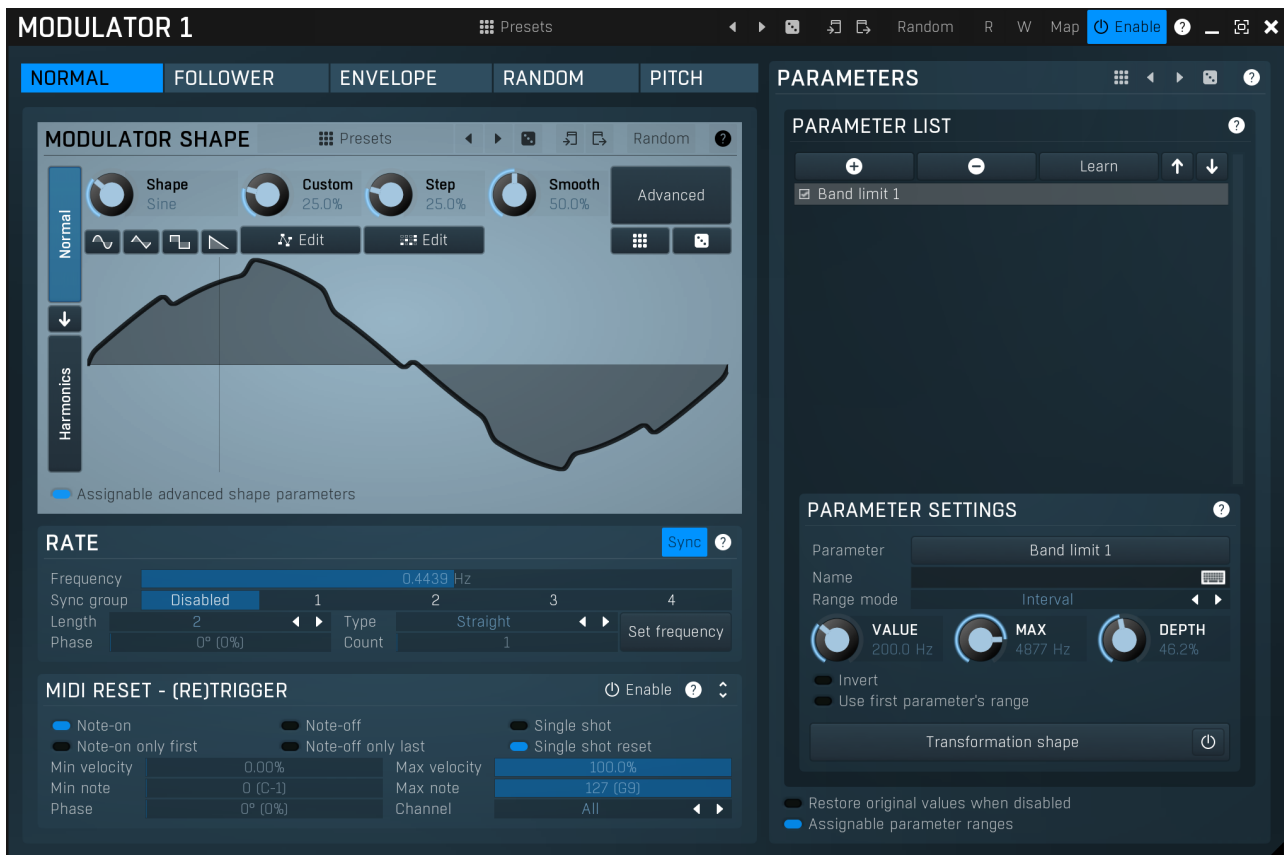 MODULATOR 1 Presets Random R W Map Enable ?
NORMAL FOLLOWER ENVELOPE RANDOM PITCH
MODULATOR SHAPE Presets Random ?
Normal
Harmonics
Shape Custom Step Smooth Advanced
Sine 25.0% 25.0% 50.0%
Edit Edit
Assignable advanced shape parameters
RATE Sync ?
Frequency 0.4439 Hz
Sync group Disabled 1 2 3 4
Length 2 Type Straight Set frequency
Phase 0° (0%) Count 1
MIDI RESET - (RE)TRIGGER Enable ?
Note-on Note-off Single shot
Note-on only first Note-off only last Single shot reset
Min velocity 0.00% Max velocity 100.0%
Min note 0 (C-1) Max note 127 (G9)
Phase 0° (0%) Channel All
PARAMETERS ?
PARAMETER LIST ?
Learn
Band limit 1
PARAMETER SETTINGS ?
Parameter Band limit 1
Name
Range mode Interval
VALUE MAX DEPTH
200.0 Hz 4877 Hz 46.2%
Invert
Use first parameter's range
Transformation shape
Restore original values when disabled
Assignable parameter ranges